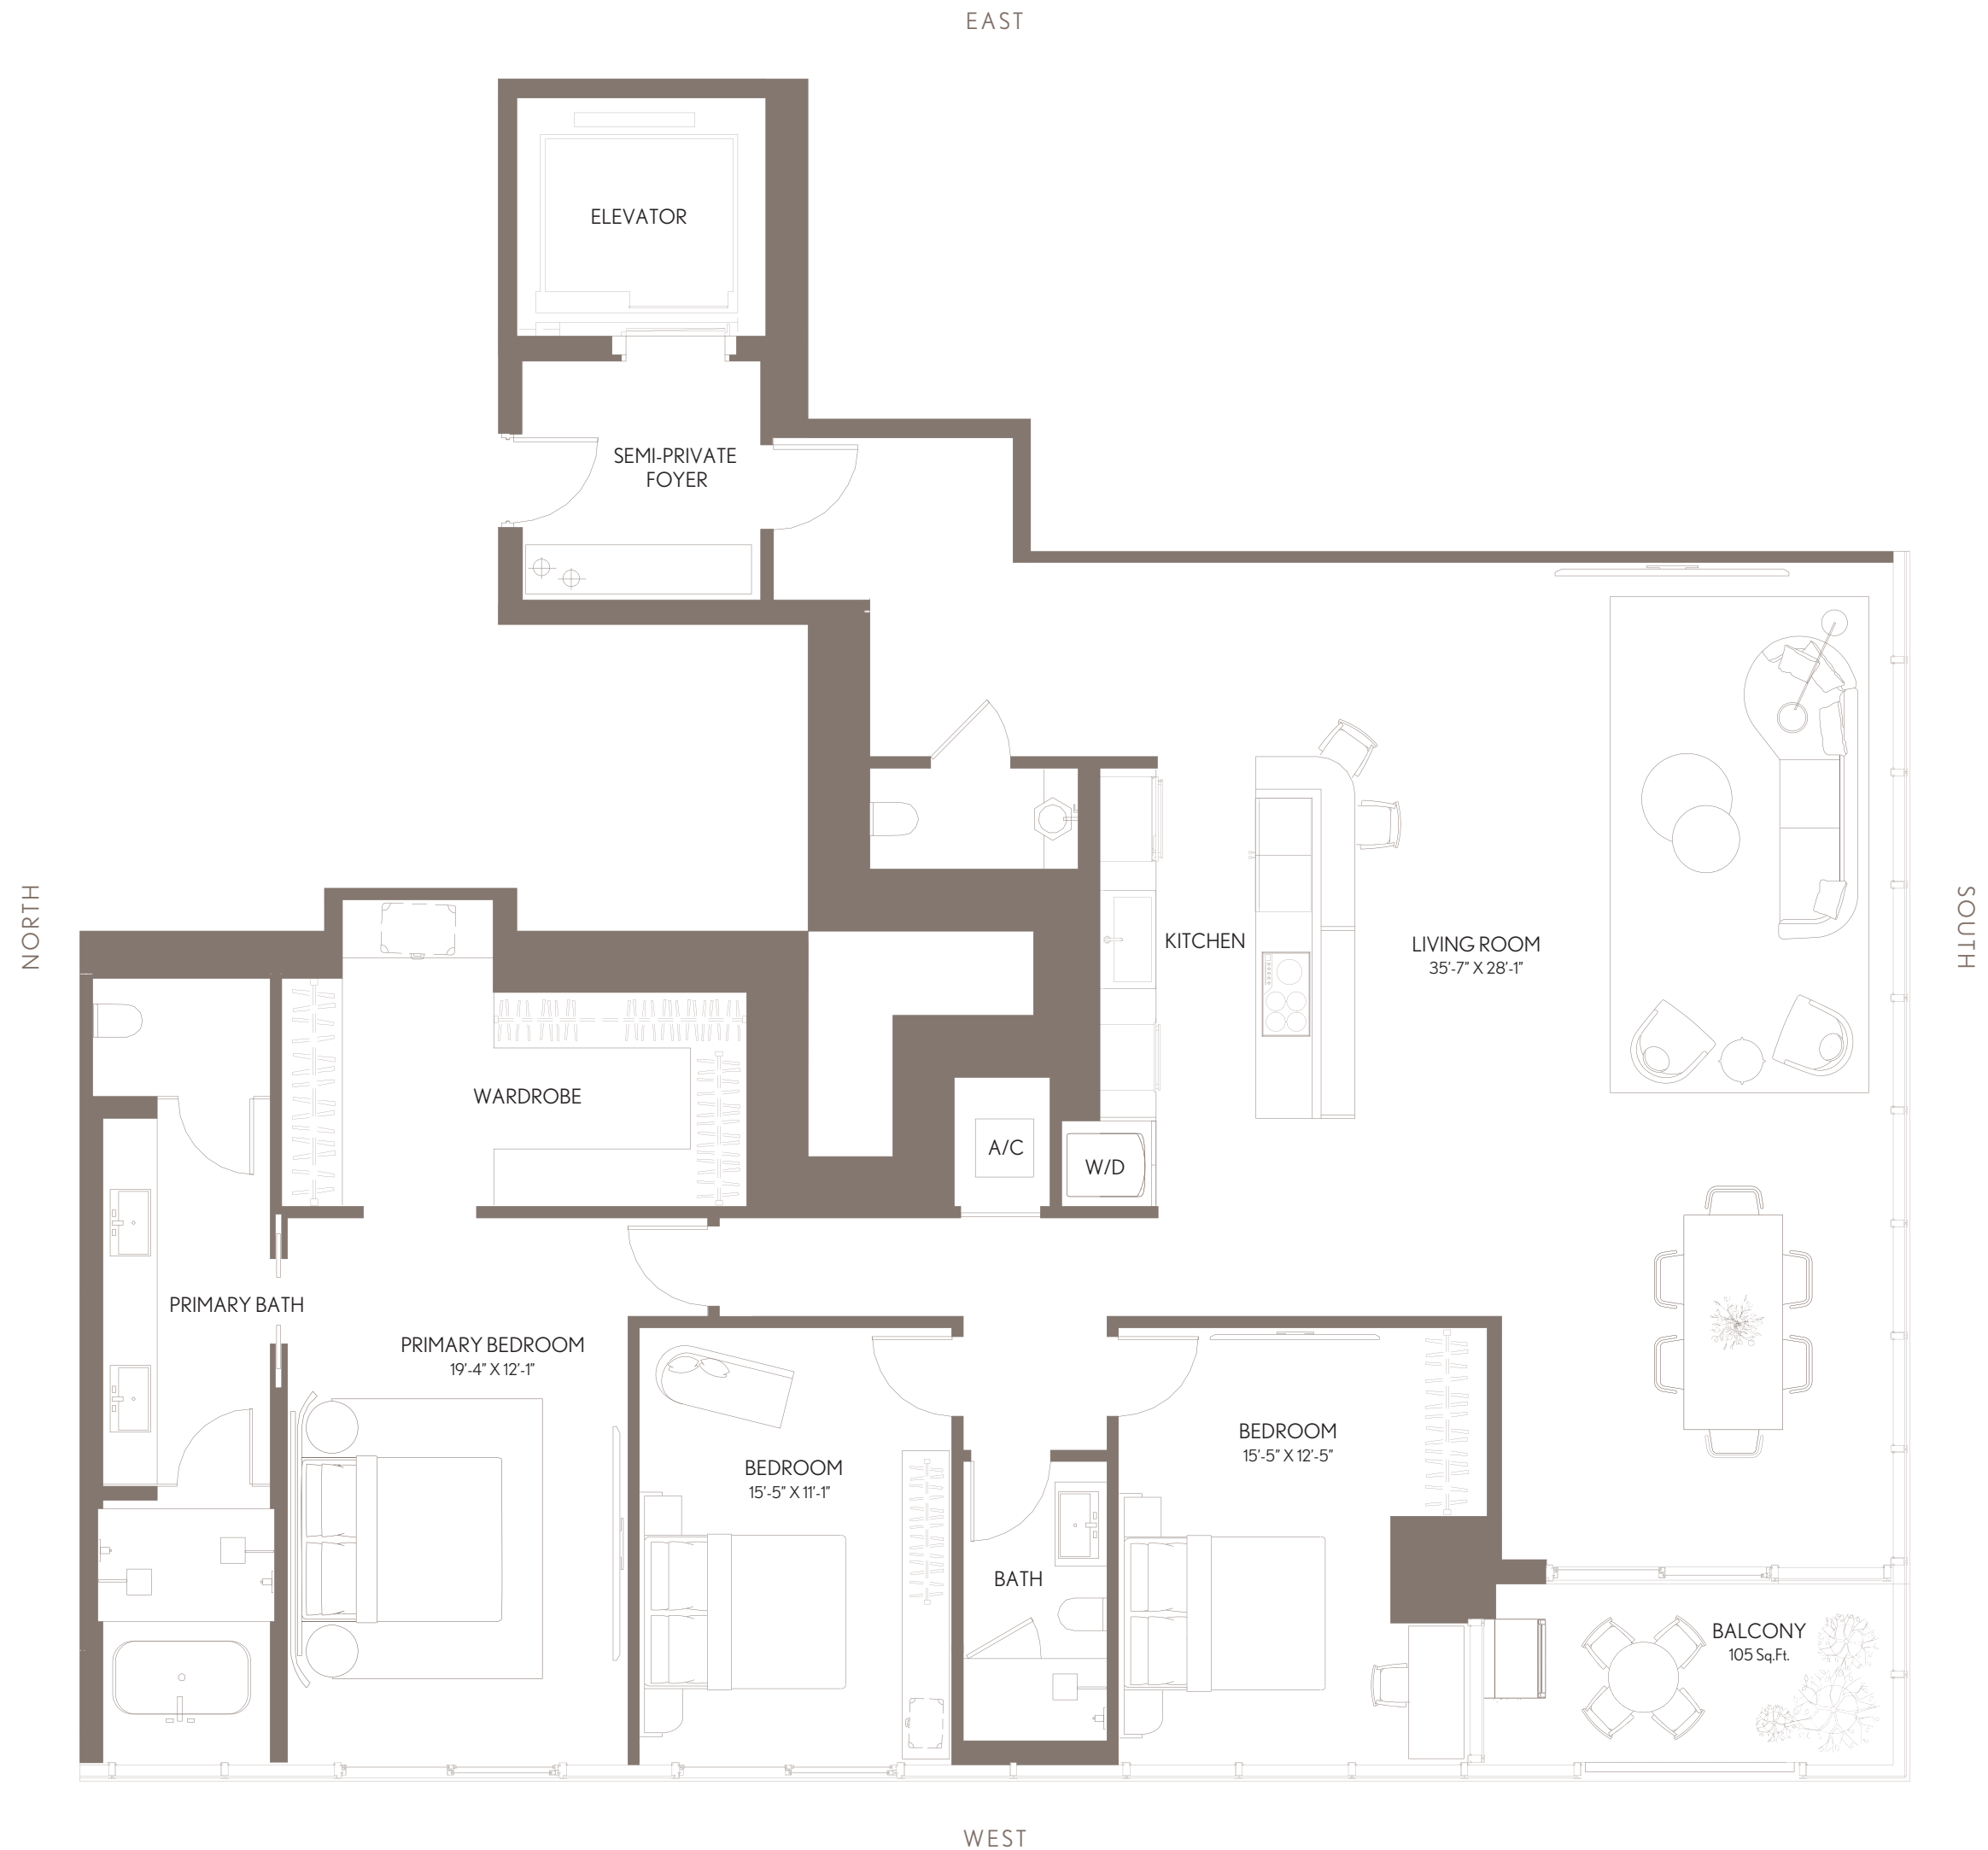 EAST
ELEVATOR
SEMI-PRIVATE
FOYER
NORTH
SOUTH
KITCHEN
LIVING ROOM
35'-7" X 28'-1"
WARDROBE
A/C
W/D
PRIMARY BATH
PRIMARY BEDROOM
19'-4" X 12'-1"
BEDROOM
15'-5" X 11'-1"
BEDROOM
15'-5" X 12'-5"
BATH
BALCONY
105 Sq.Ft.
WEST